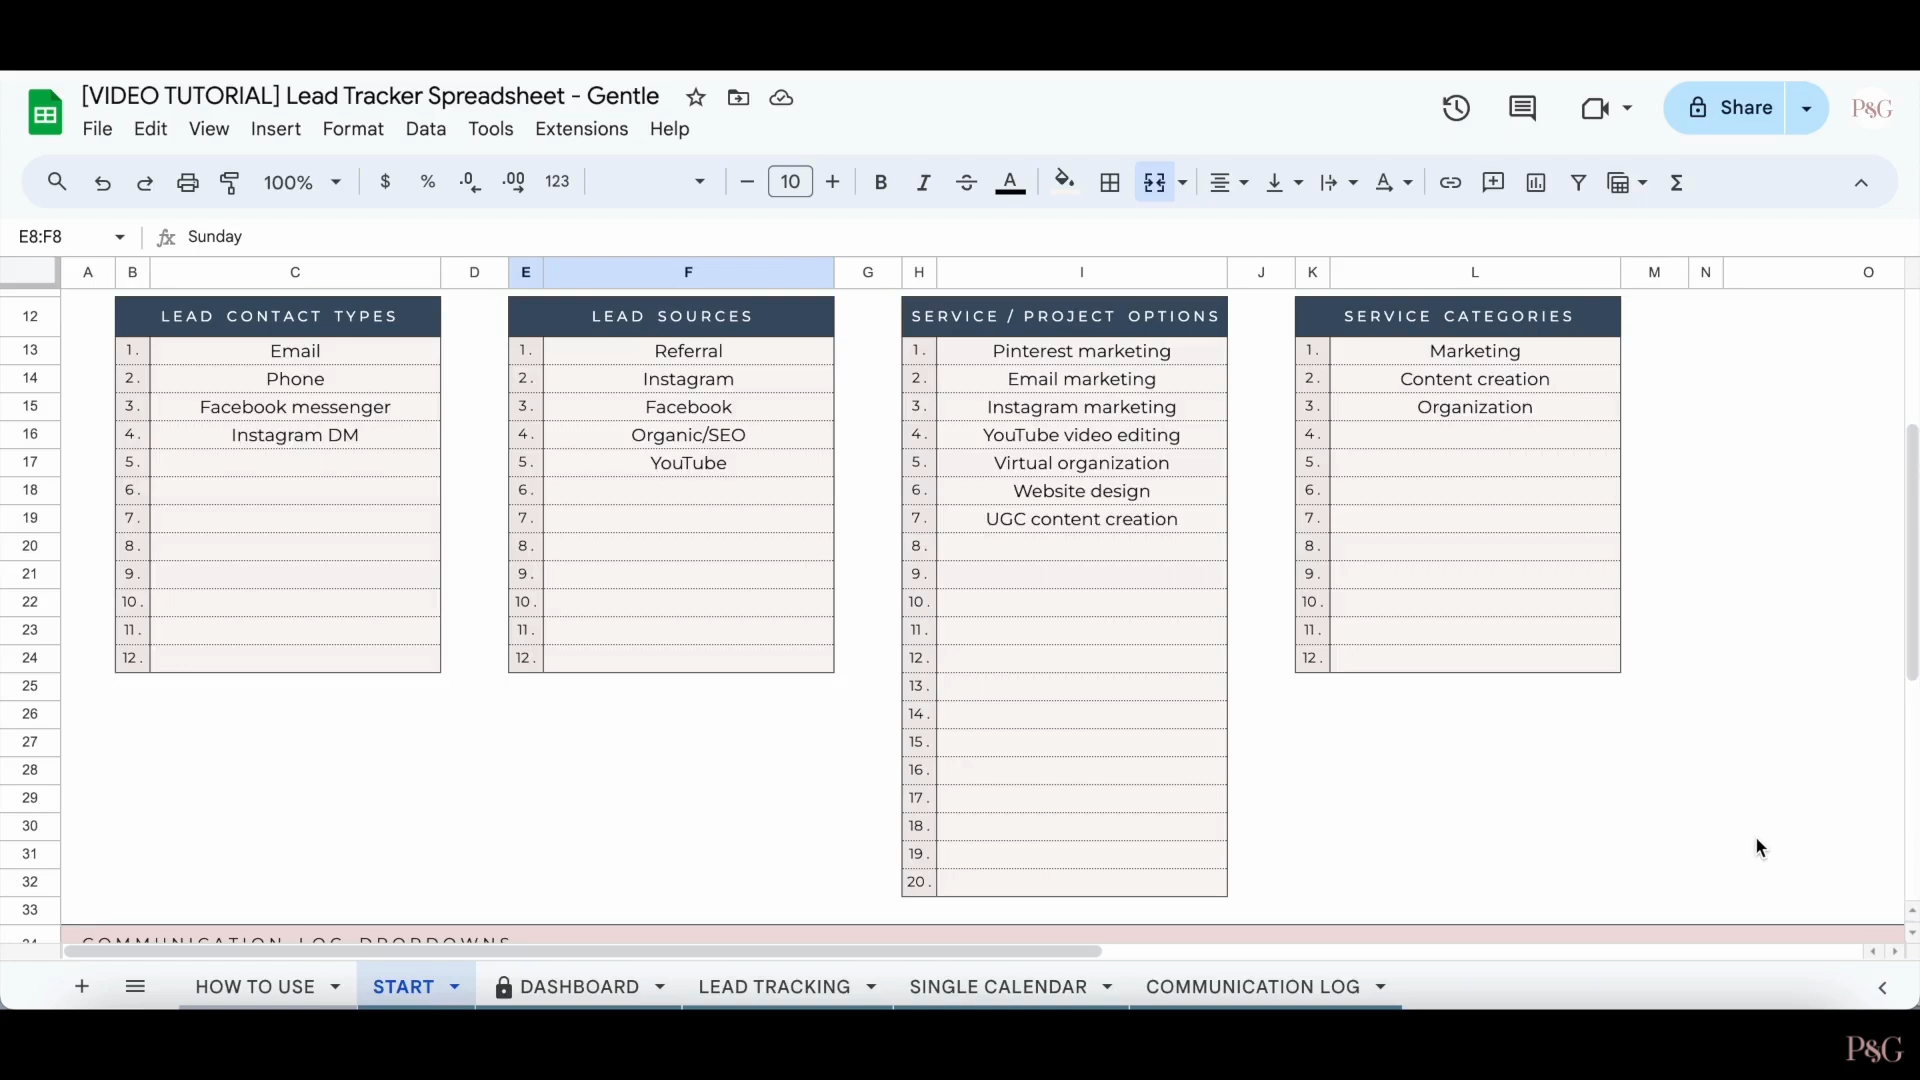 [VIDEO TUTORIAL] Lead Tracker Spreadsheet - Gentle
File Edit View Insert Format Data Tools Extensions Help
Share
P&G
100% $ % .0 .00 123 10 B I A
E8:F8 fx Sunday
A B C D E F G H I J K L M N O
12 LEAD CONTACT TYPES LEAD SOURCES SERVICE / PROJECT OPTIONS SERVICE CATEGORIES
13 1. Email 1. Referral 1. Pinterest marketing 1. Marketing
14 2. Phone 2. Instagram 2. Email marketing 2. Content creation
15 3. Facebook messenger 3. Facebook 3. Instagram marketing 3. Organization
16 4. Instagram DM 4. Organic/SEO 4. YouTube video editing 4.
17 5. 5. YouTube 5. Virtual organization 5.
18 6. 6. 6. Website design 6.
19 7. 7. 7. UGC content creation 7.
20 8. 8. 8. 8.
21 9. 9. 9. 9.
22 10. 10. 10. 10.
23 11. 11. 11. 11.
24 12. 12. 12. 12.
25 13.
26 14.
27 15.
28 16.
29 17.
30 18.
31 19.
32 20.
33
34 COMMUNICATION LOG DROPDOWNS
HOW TO USE START DASHBOARD LEAD TRACKING SINGLE CALENDAR COMMUNICATION LOG
P&G